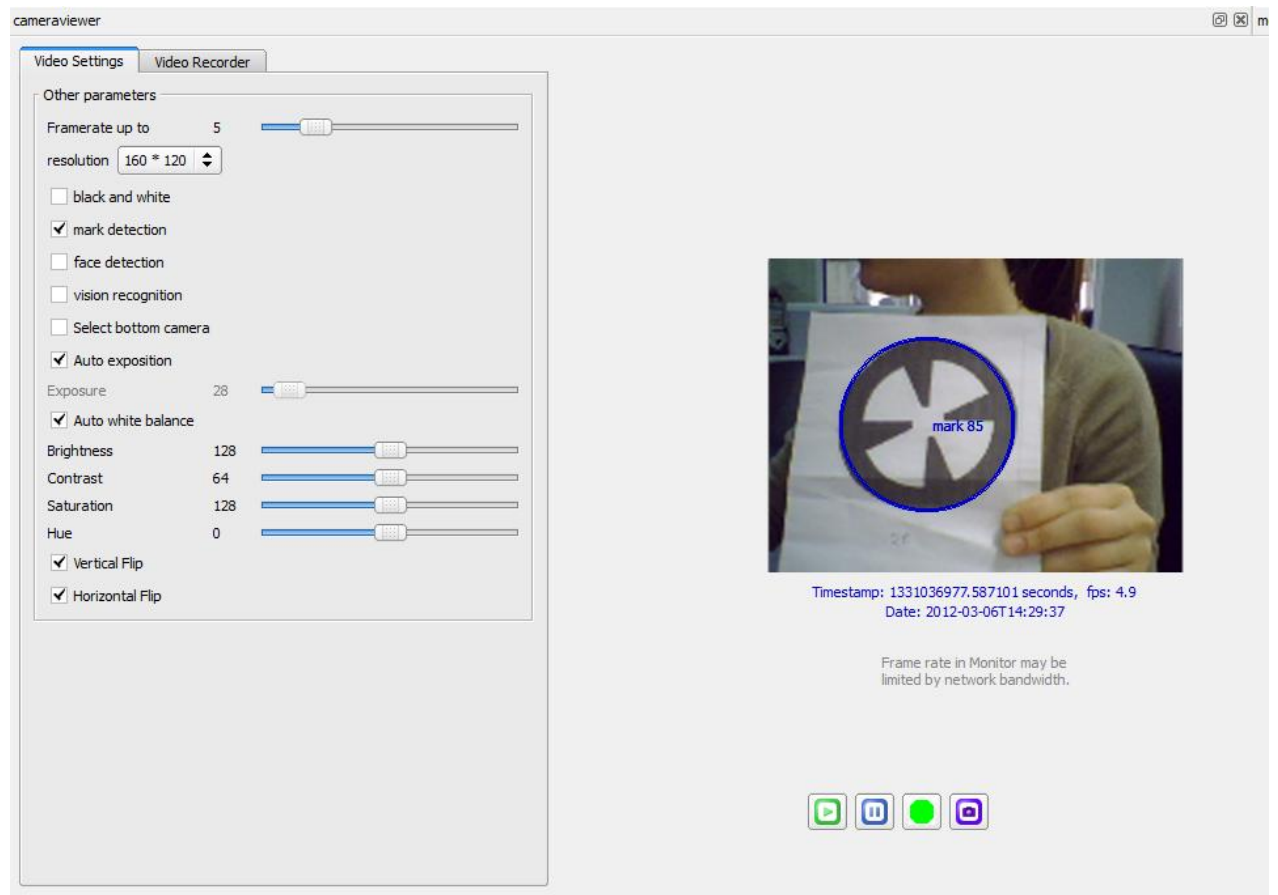 cameraviewer
m
Video Settings
Video Recorder
Other parameters
Framerate up to 5
resolution 160 * 120
black and white
mark detection
face detection
vision recognition
Select bottom camera
Auto exposition
Exposure 28
Auto white balance
Brightness 128
Contrast 64
Saturation 128
Hue 0
Vertical Flip
Horizontal Flip
mark 85
Timestamp: 1331036977.587101 seconds, fps: 4.9
Date: 2012-03-06T14:29:37
Frame rate in Monitor may be
limited by network bandwidth.